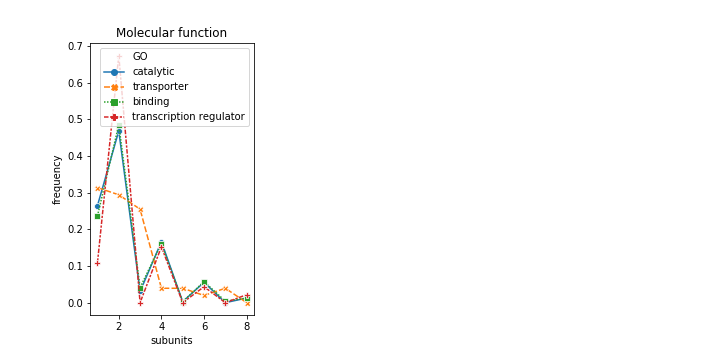 Molecular function
0.7
0.6
0.5
0.4
0.3
0.2
0.1
0.0
frequency
GO
catalytic
transporter
binding
transcription regulator
2 4 6 8
subunits